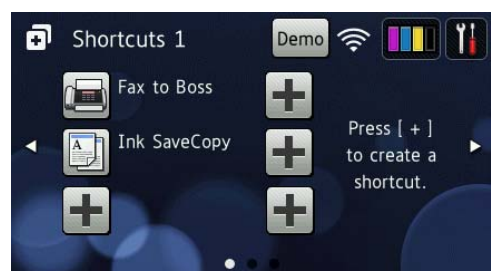 Shortcuts 1
Demo
Fax to Boss
Ink SaveCopy
Press [ + ]
to create a
shortcut.